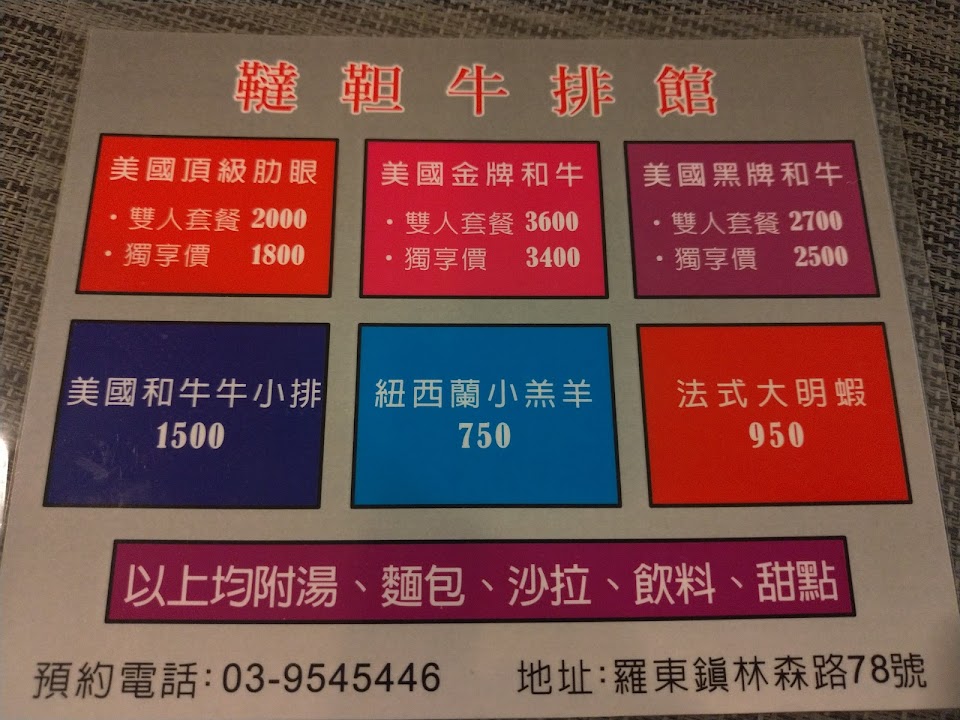 韃靼牛排館
美國頂級肋眼
・雙人套餐 2000
・獨享價 1800
美國金牌和牛
・雙人套餐 3600
・獨享價 3400
美國黑牌和牛
・雙人套餐 2700
・獨享價 2500
美國和牛牛小排
1500
紐西蘭小羔羊
750
法式大明蝦
950
以上均附湯、麵包、沙拉、飲料、甜點
預約電話:03-9545446
地址:羅東鎮林森路78號